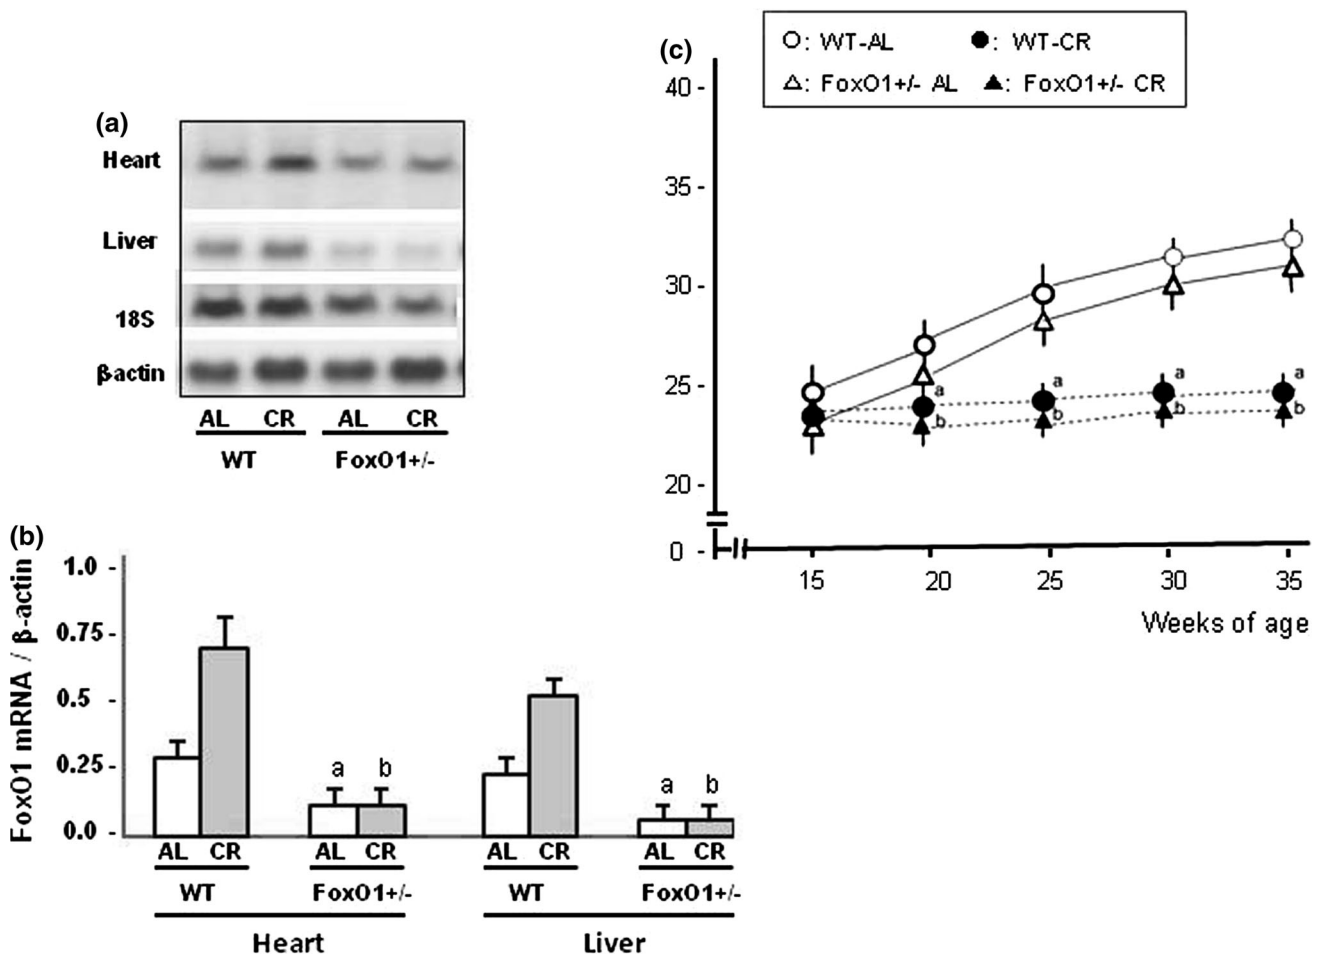 (a)
Heart
Liver
18S
β-actin
AL CR AL CR
WT FoxO1+/-
(b)
FoxO1 mRNA / β-actin
1.0 -
0.75 -
0.5 -
0.25 -
0.0 -
a b a b
AL CR AL CR AL CR AL CR
WT FoxO1+/- WT FoxO1+/-
Heart Liver
(c)
○: WT-AL ●: WT-CR
△: FoxO1+/- AL ▲: FoxO1+/- CR
40 -
35 -
30 -
25 -
20 -
0 -
a a a a
b b b b
15 20 25 30 35
Weeks of age